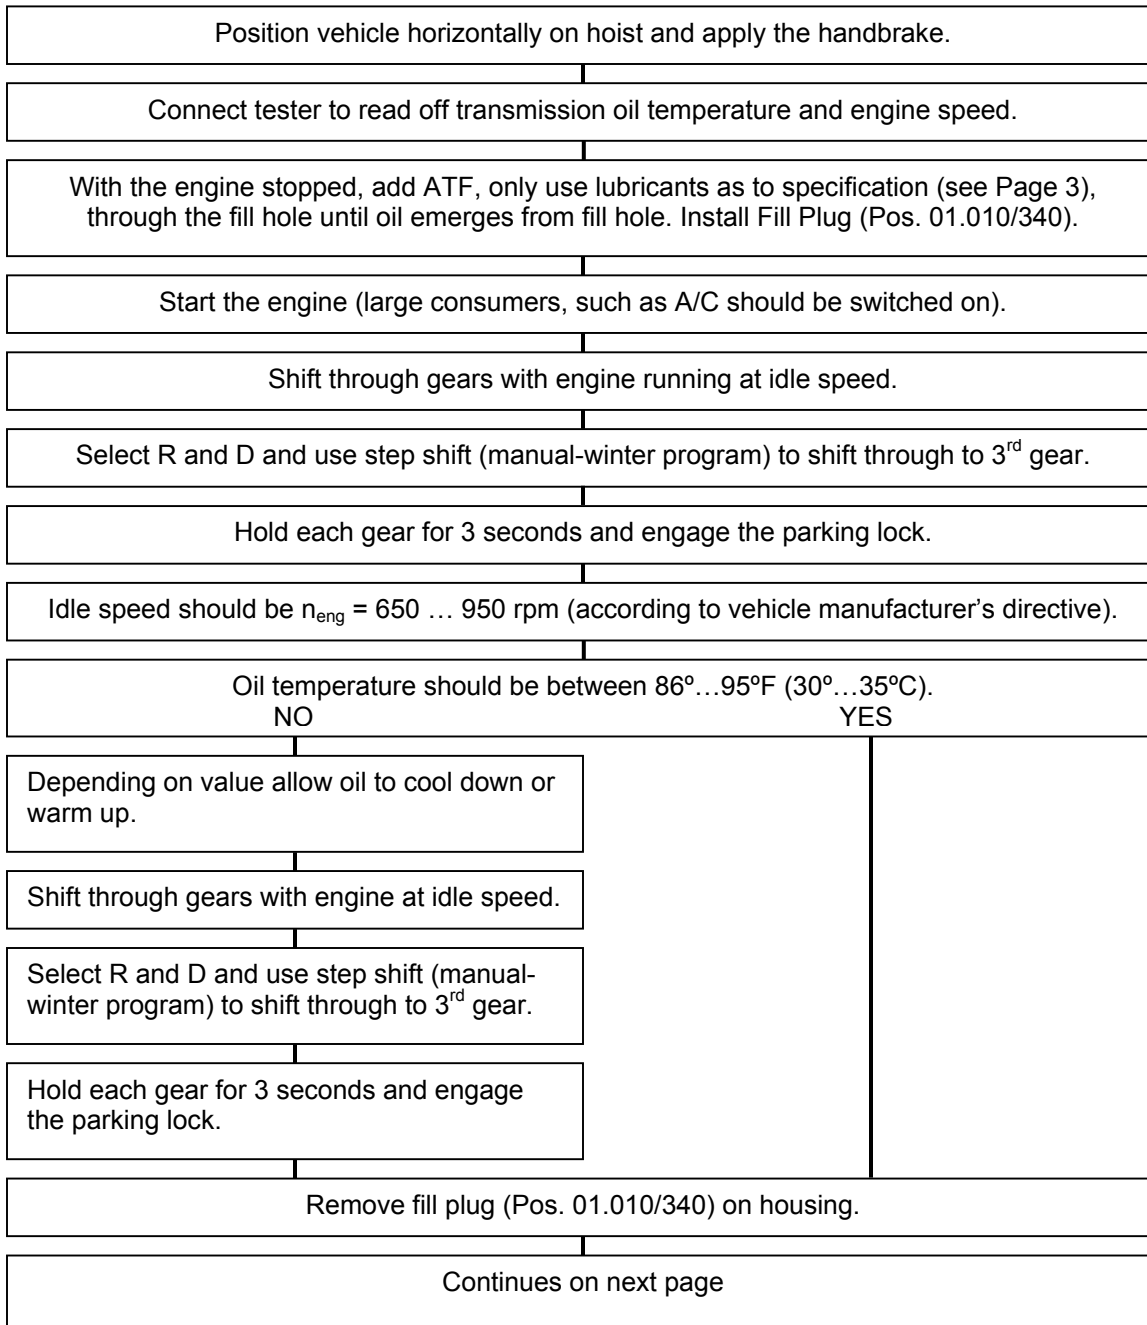 Position vehicle horizontally on hoist and apply the handbrake.
Connect tester to read off transmission oil temperature and engine speed.
With the engine stopped, add ATF, only use lubricants as to specification (see Page 3),
through the fill hole until oil emerges from fill hole. Install Fill Plug (Pos. 01.010/340).
Start the engine (large consumers, such as A/C should be switched on).
Shift through gears with engine running at idle speed.
Select R and D and use step shift (manual-winter program) to shift through to 3rd gear.
Hold each gear for 3 seconds and engage the parking lock.
Idle speed should be neng = 650 … 950 rpm (according to vehicle manufacturer’s directive).
Oil temperature should be between 86º…95ºF (30º…35ºC).
NO YES
Depending on value allow oil to cool down or
warm up.
Shift through gears with engine at idle speed.
Select R and D and use step shift (manual-
winter program) to shift through to 3rd gear.
Hold each gear for 3 seconds and engage
the parking lock.
Remove fill plug (Pos. 01.010/340) on housing.
Continues on next page